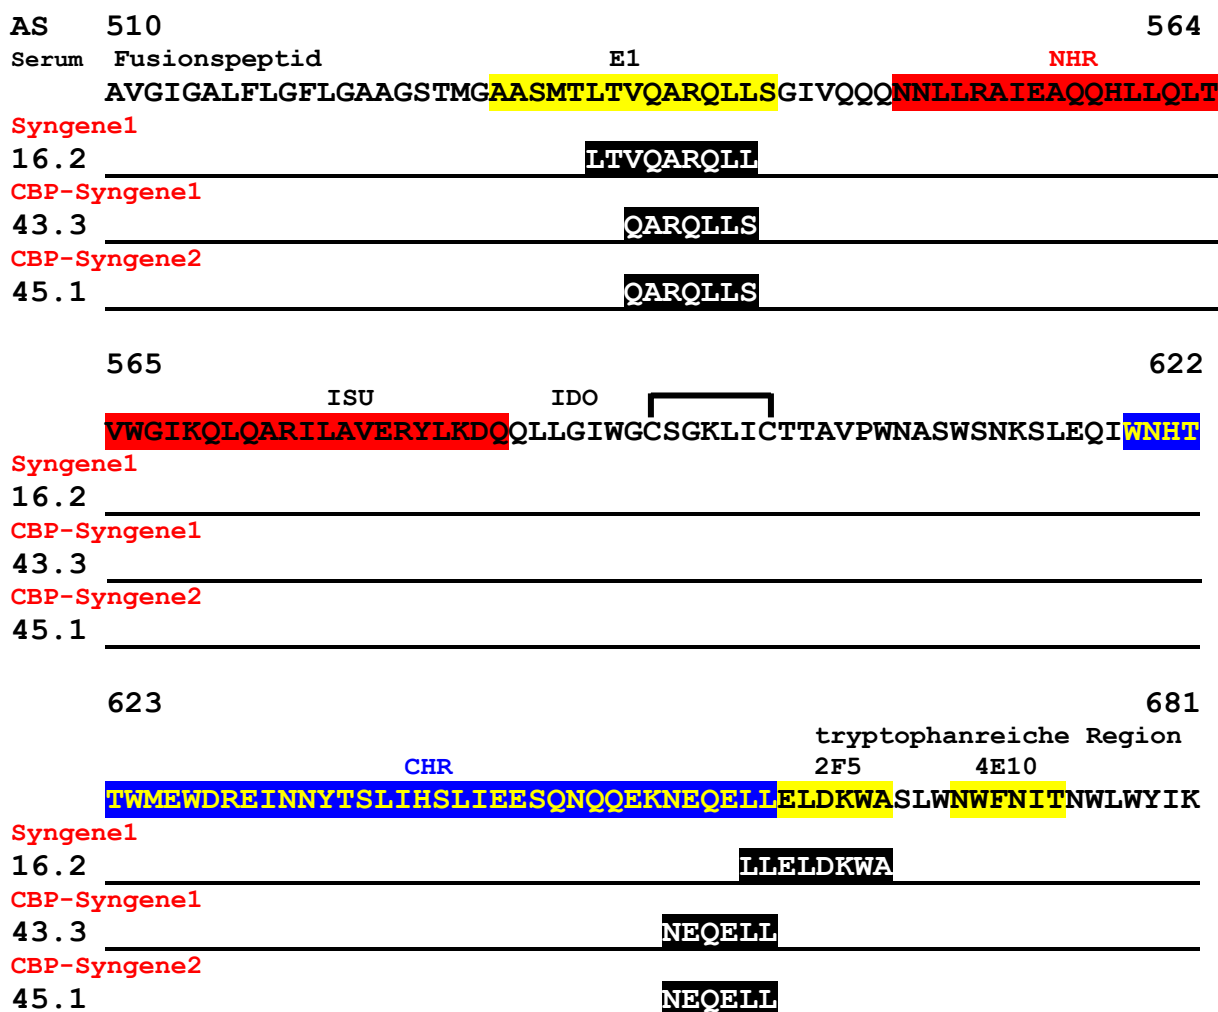 AS 510 564
Serum Fusionspeptid E1 NHR
AVGIGALFLGFLGAAGSTMGAASMTLTVQARQLLSGIVQQQNNLLRAIEAQQHLLQLT
Syngene1
16.2 LTVQARQLL
CBP-Syngene1
43.3 QARQLLS
CBP-Syngene2
45.1 QARQLLS
565 622
ISU IDO
VWGIKQLQARILAVERYLKDQQLLGIWGCSGKLICTTAVPWNASWSNKSLEQIWNHT
Syngene1
16.2
CBP-Syngene1
43.3
CBP-Syngene2
45.1
623 681
tryptophanreiche Region
CHR 2F5 4E10
TWMEWDREINNYTSLIHSLIEESQNQQEKNEQELLELDKWASLWNWFNITNWLWYIK
Syngene1
16.2 LLELDKWA
CBP-Syngene1
43.3 NEQELL
CBP-Syngene2
45.1 NEQELL